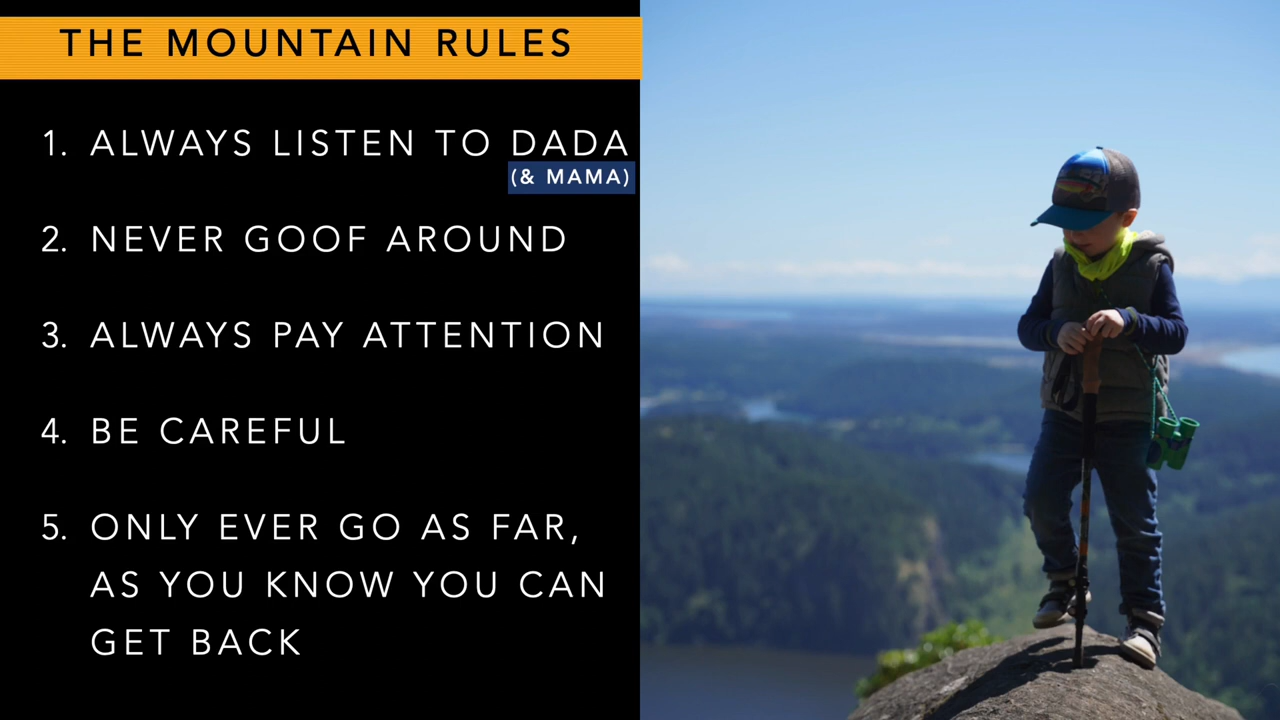 THE MOUNTAIN RULES
1. ALWAYS LISTEN TO DADA
(& MAMA)
2. NEVER GOOF AROUND
3. ALWAYS PAY ATTENTION
4. BE CAREFUL
5. ONLY EVER GO AS FAR,
AS YOU KNOW YOU CAN
GET BACK